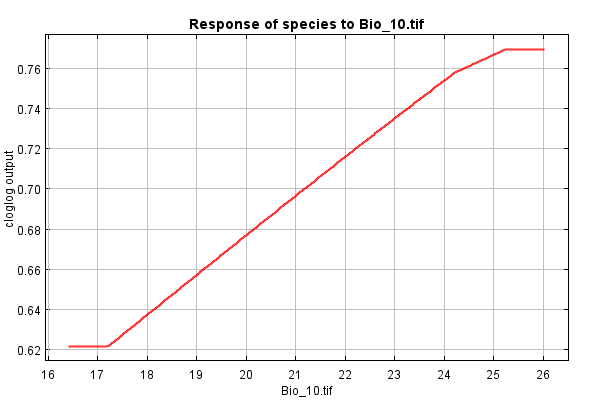 Response of species to Bio_10.tif
cloglog output
0.76
0.74
0.72
0.70
0.68
0.66
0.64
0.62
16 17 18 19 20 21 22 23 24 25 26
Bio_10.tif